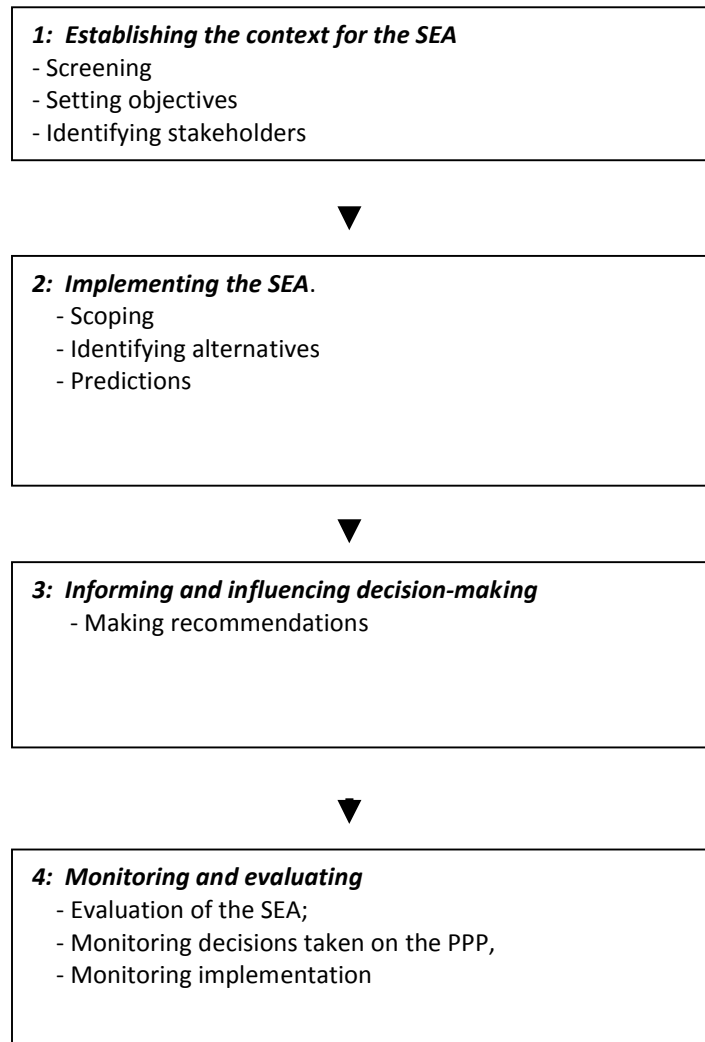 1: Establishing the context for the SEA
- Screening
- Setting objectives
- Identifying stakeholders
2: Implementing the SEA.
- Scoping
- Identifying alternatives
- Predictions
3: Informing and influencing decision-making
- Making recommendations
4: Monitoring and evaluating
- Evaluation of the SEA;
- Monitoring decisions taken on the PPP,
- Monitoring implementation